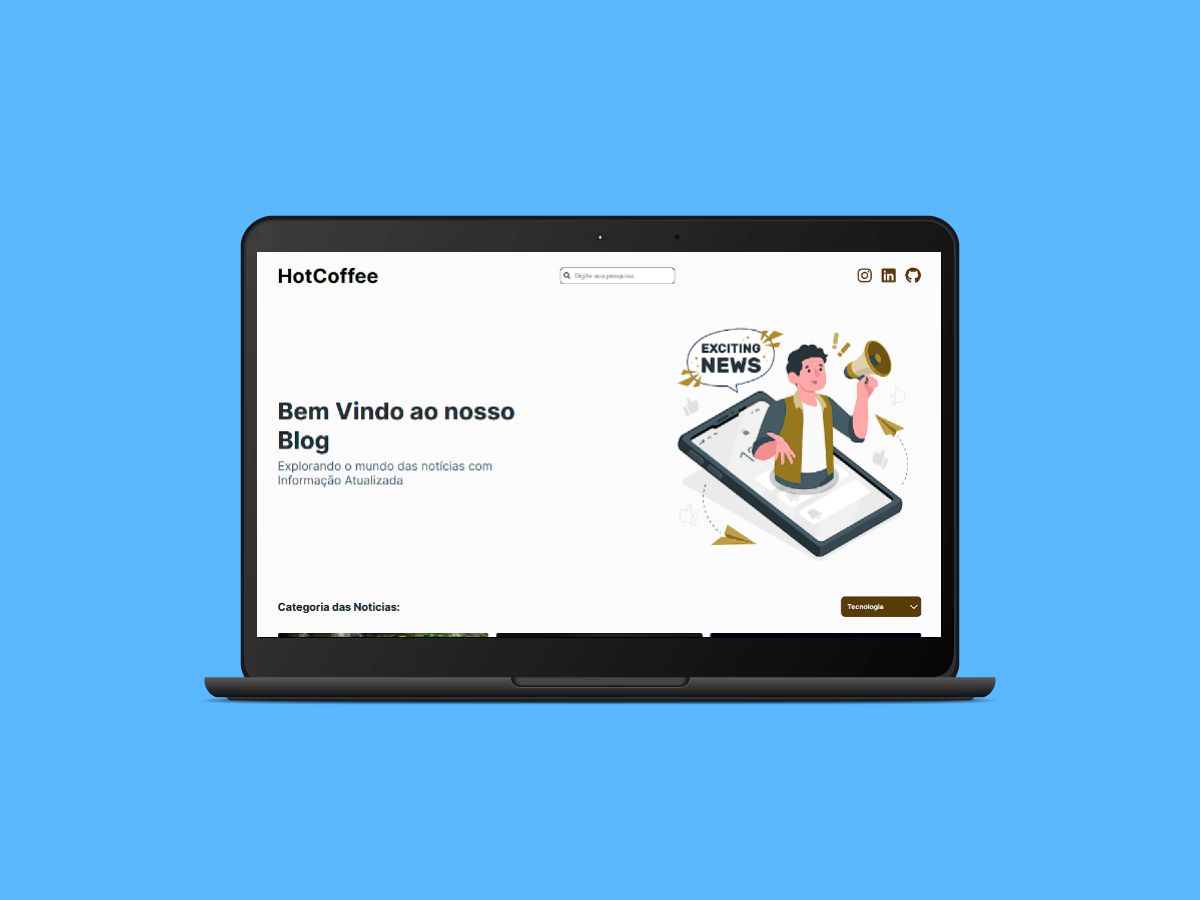 HotCoffee
Digite sua pesquisa
EXCITING
NEWS
Bem Vindo ao nosso
Blog
Explorando o mundo das notícias com
Informação Atualizada
Categoria das Noticias:
Tecnologia